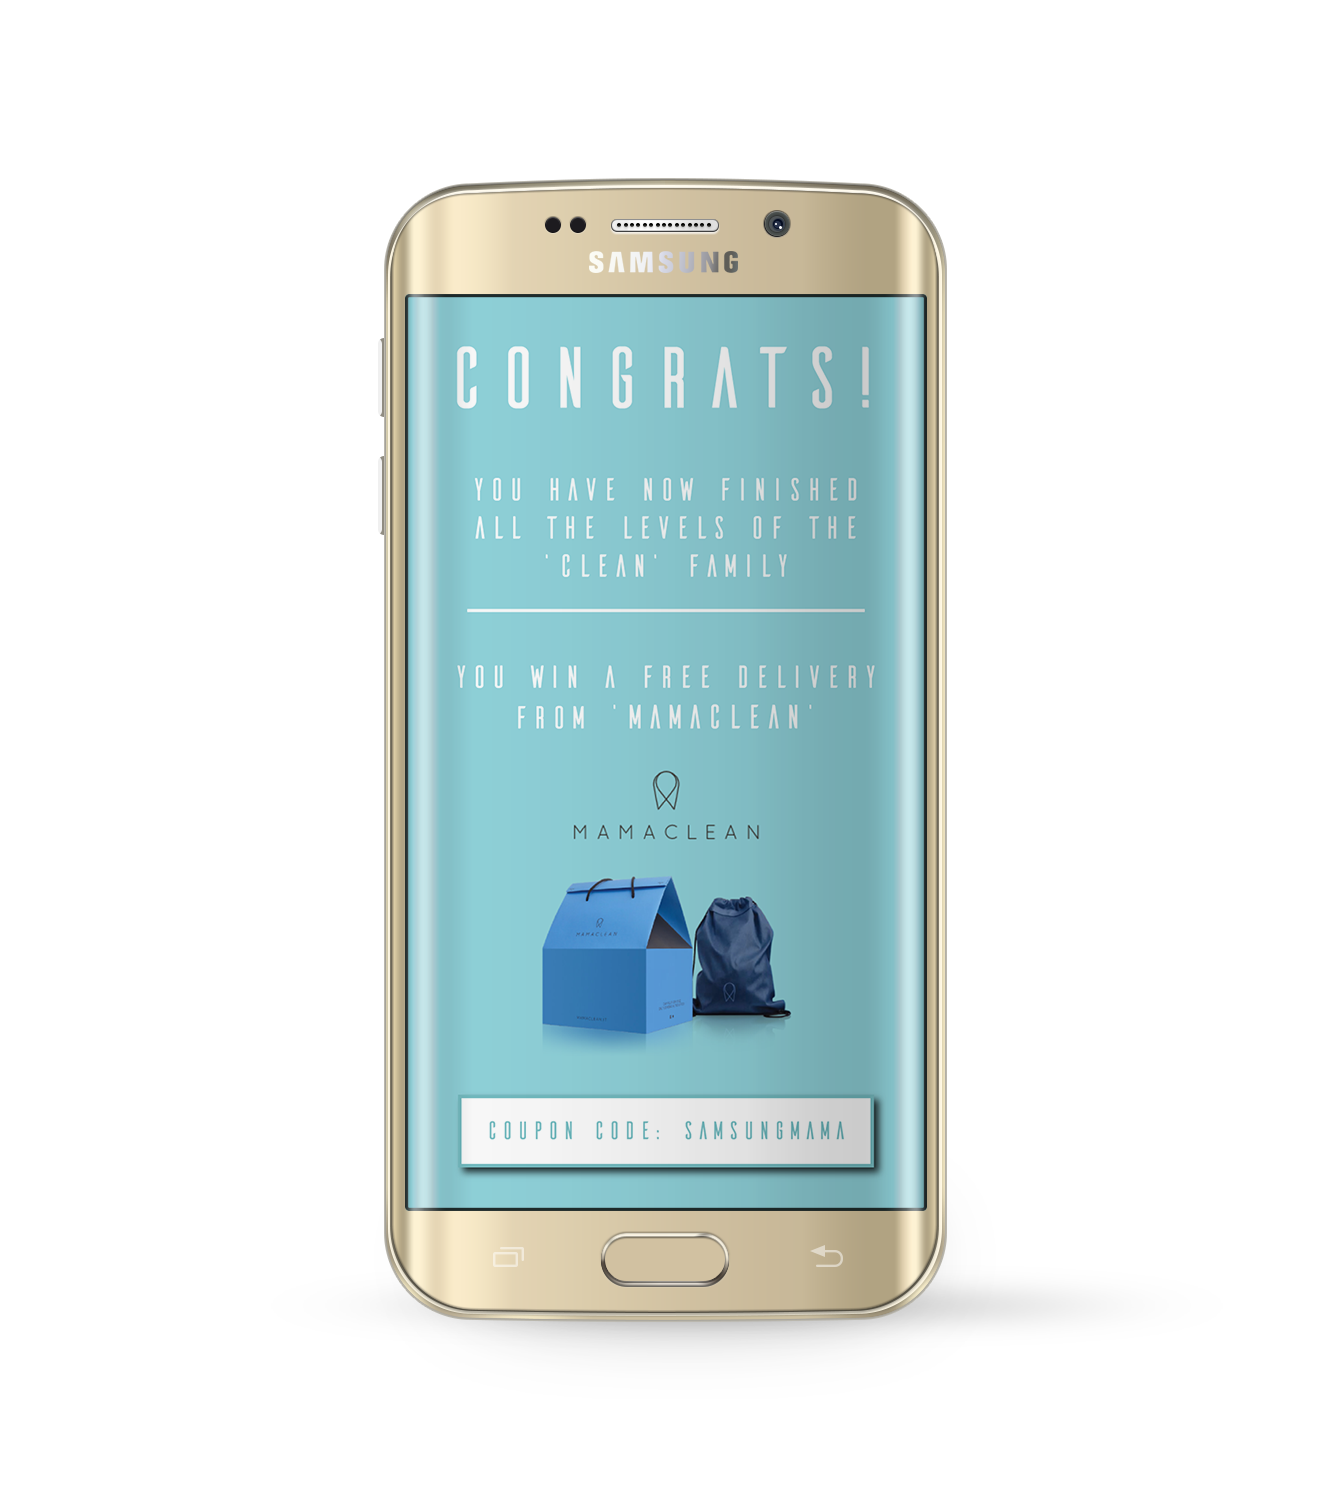 SAMSUNG
CONGRATS!
YOU HAVE NOW FINISHED
ALL THE LEVELS OF THE
'CLEAN' FAMILY
YOU WIN A FREE DELIVERY
FROM 'MAMACLEAN'
MAMACLEAN
MAMACLEAN
MAMACLEAN
COUPON CODE: SAMSUNGMAMA